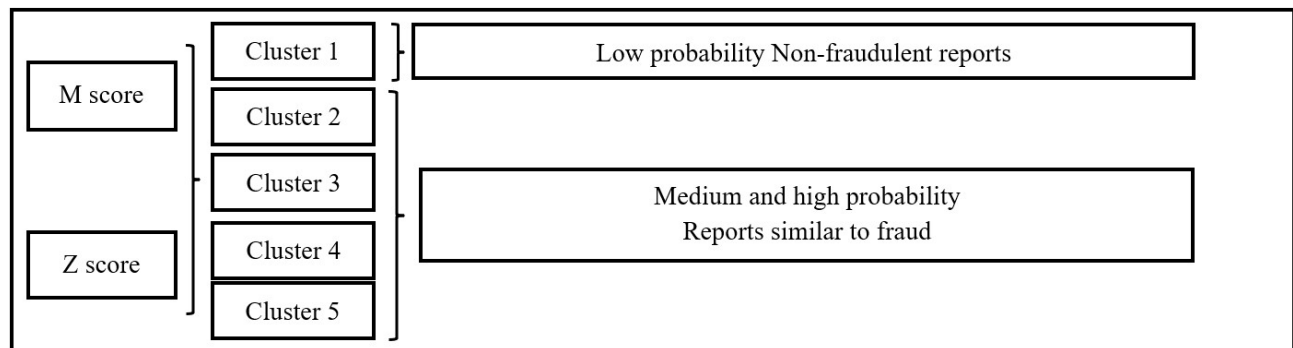 M score
Z score
Cluster 1
Cluster 2
Cluster 3
Cluster 4
Cluster 5
Low probability Non-fraudulent reports
Medium and high probability
Reports similar to fraud